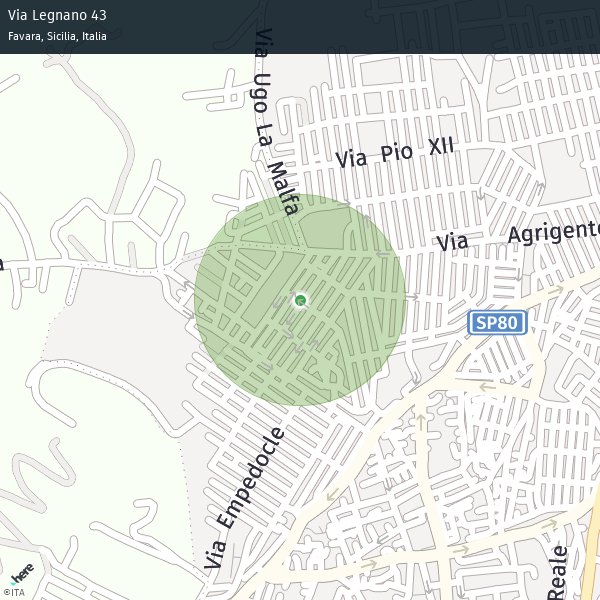 Via Legnano 43
Favara, Sicilia, Italia
Via Ugo La Malfa
Via Pio XII
Via Agrigento
SP80
Via Empedocle
Reale
here
©ITA